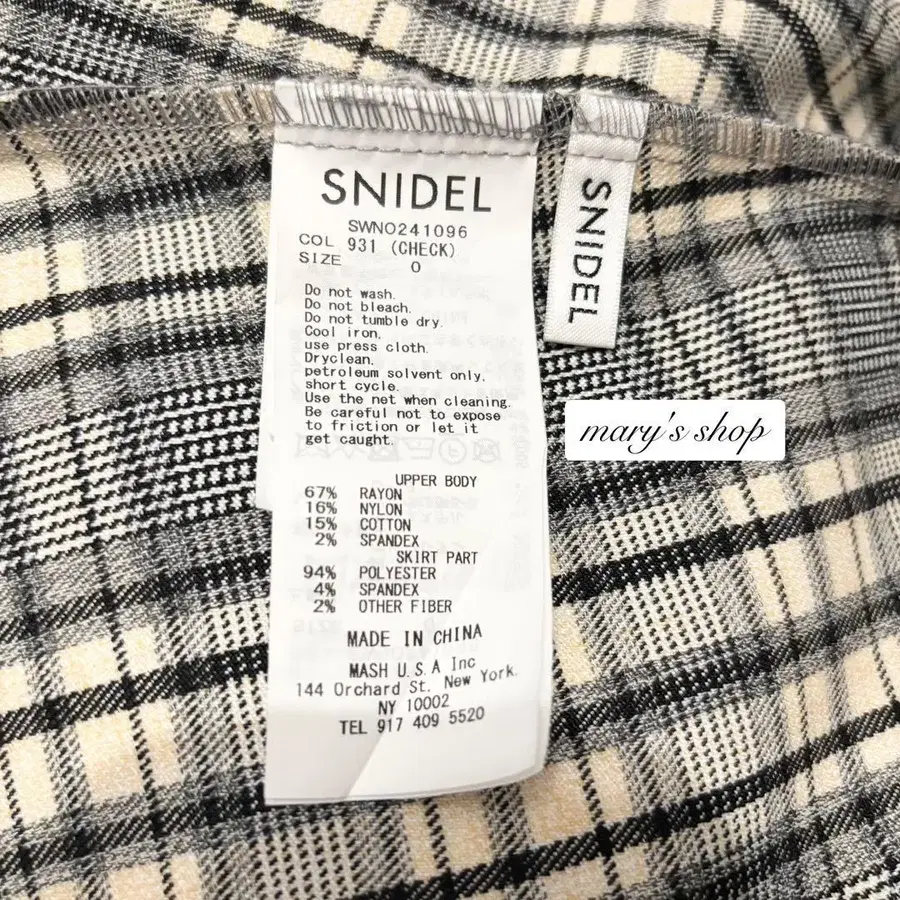 SNIDEL
SWNO241096
COL 931 (CHECK)
SIZE 0
Do not wash.
Do not bleach.
Do not tumble dry.
Cool iron,
use press cloth.
Dryclean.
petroleum solvent only,
short cycle.
Use the net when cleaning.
Be careful not to expose
to friction or let it
get caught.
UPPER BODY
67% RAYON
16% NYLON
15% COTTON
2% SPANDEX
SKIRT PART
94% POLYESTER
4% SPANDEX
2% OTHER FIBER
MADE IN CHINA
MASH U.S.A Inc
144 Orchard St. New York.
NY 10002
TEL 917 409 5520
SNIDEL
mary's shop